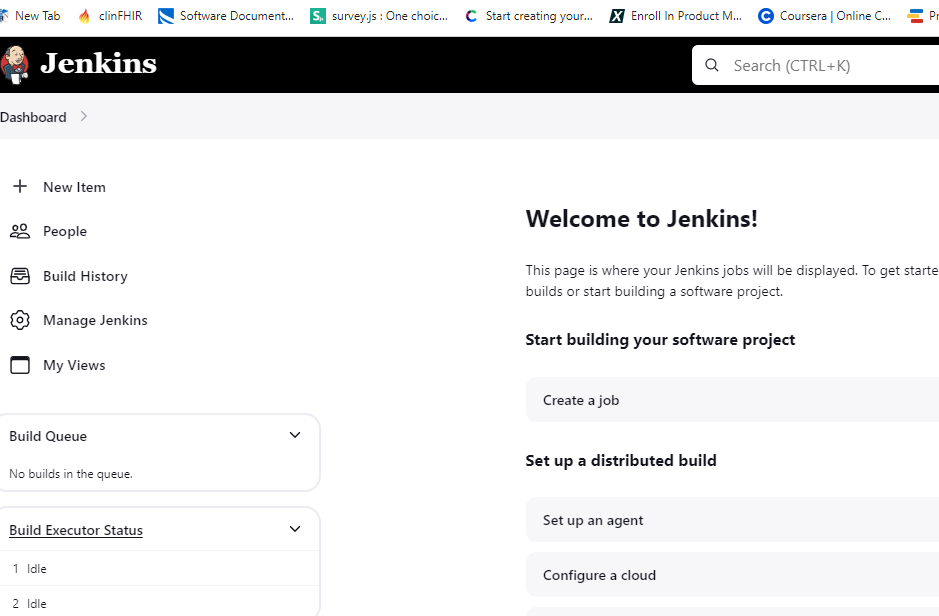 New Tab clinFHIR Software Document... survey.js : One choic... Start creating your... Enroll In Product M... Coursera | Online C... Pr
Jenkins Search (CTRL+K)
Dashboard
New Item
People
Build History
Manage Jenkins
My Views
Build Queue
No builds in the queue.
Build Executor Status
1 Idle
2 Idle
Welcome to Jenkins!
This page is where your Jenkins jobs will be displayed. To get starte
builds or start building a software project.
Start building your software project
Create a job
Set up a distributed build
Set up an agent
Configure a cloud